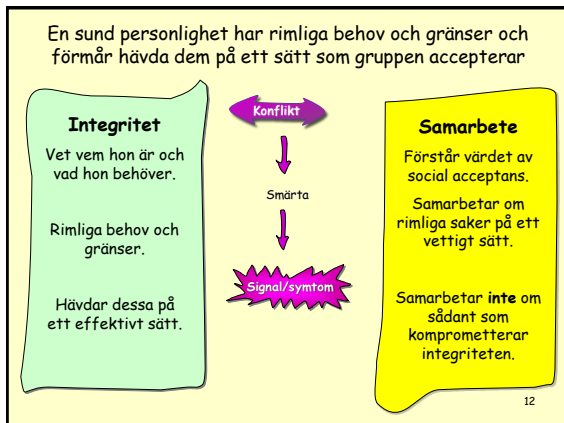 En sund personlighet har rimliga behov och gränser och
förmår hävda dem på ett sätt som gruppen accepterar
Integritet
Vet vem hon är och
vad hon behöver.
Rimliga behov och
gränser.
Hävdar dessa på
ett effektivt sätt.
Konflikt
Smärta
Signal/symtom
Samarbete
Förstår värdet av
social acceptans.
Samarbetar om
rimliga saker på ett
vettigt sätt.
Samarbetar inte om
sådant som
komprometterar
integriteten.
12